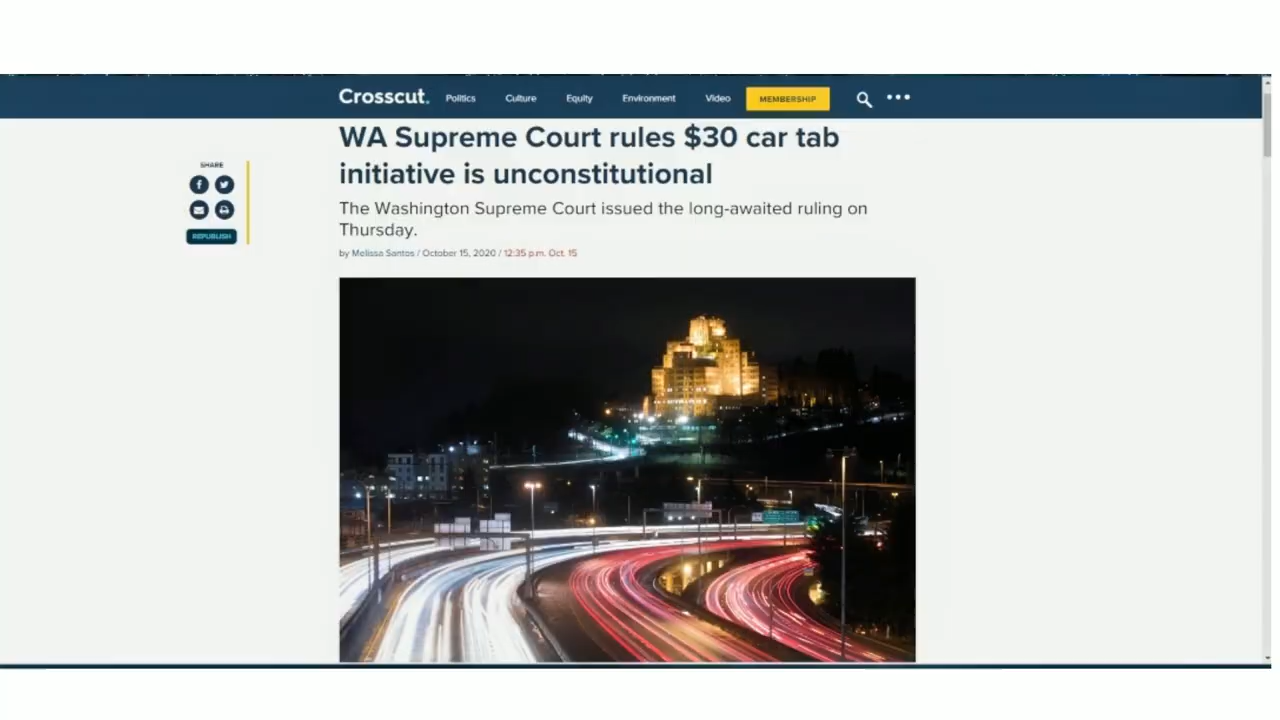 Crosscut.
Politics
Culture
Equity
Environment
Video
MEMBERSHIP
SHARE
REPUBLISH
WA Supreme Court rules $30 car tab
initiative is unconstitutional
The Washington Supreme Court issued the long-awaited ruling on
Thursday.
by Melissa Santos / October 15, 2020 / 12:35 p.m. Oct. 15